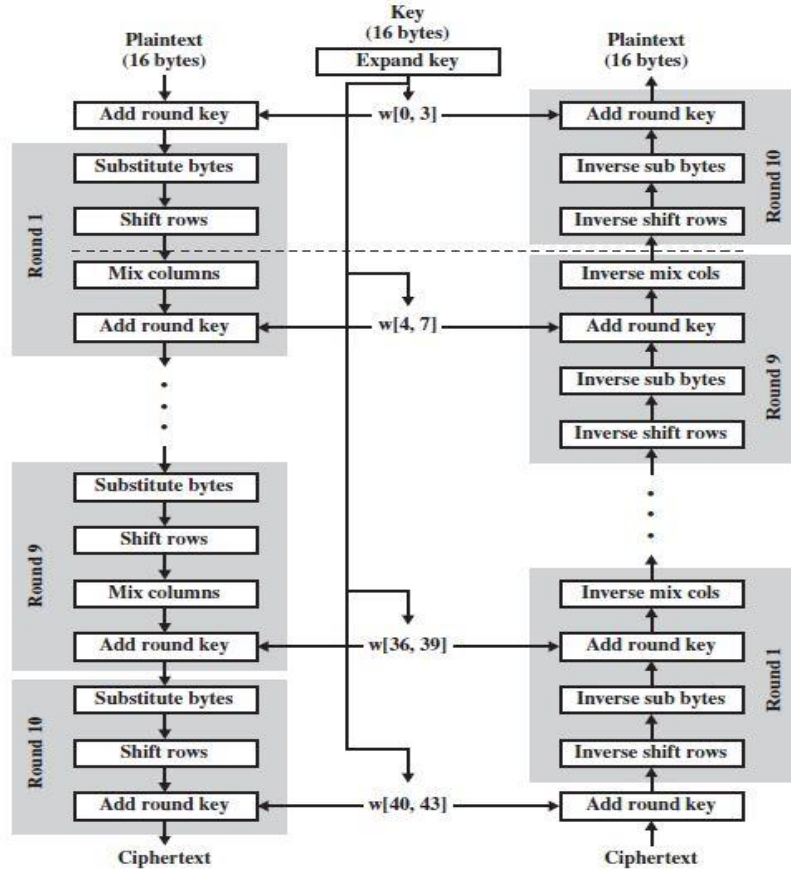 Key
(16 bytes)
Plaintext
(16 bytes)
Expand key
Plaintext
(16 bytes)
Add round key
w[0, 3]
Add round key
Round 1
Substitute bytes
Inverse sub bytes
Round 10
Shift rows
Inverse shift rows
Mix columns
Inverse mix cols
Add round key
w[4, 7]
Add round key
Round 9
Inverse sub bytes
Inverse shift rows
Round 9
Substitute bytes
Shift rows
Mix columns
Inverse mix cols
Add round key
w[36, 39]
Add round key
Round 1
Round 10
Substitute bytes
Inverse sub bytes
Shift rows
Inverse shift rows
Add round key
w[40, 43]
Add round key
Ciphertext
Ciphertext